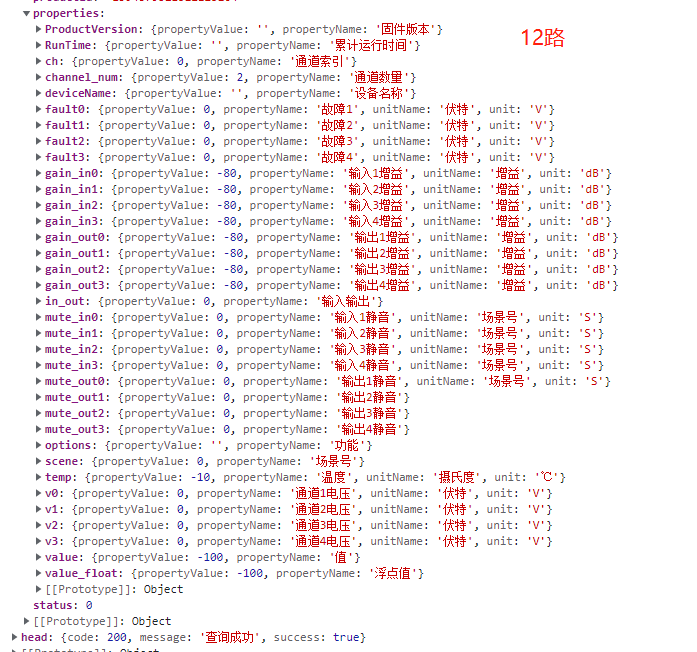 properties:
ProductVersion: {propertyValue: '', propertyName: '固件版本'}
12路
RunTime: {propertyValue: '', propertyName: '累计运行时间'}
ch: {propertyValue: 0, propertyName: '通道索引'}
channel_num: {propertyValue: 2, propertyName: '通道数量'}
deviceName: {propertyValue: '', propertyName: '设备名称'}
fault0: {propertyValue: 0, propertyName: '故障1', unitName: '伏特', unit: 'V'}
fault1: {propertyValue: 0, propertyName: '故障2', unitName: '伏特', unit: 'V'}
fault2: {propertyValue: 0, propertyName: '故障3', unitName: '伏特', unit: 'V'}
fault3: {propertyValue: 0, propertyName: '故障4', unitName: '伏特', unit: 'V'}
gain_in0: {propertyValue: -80, propertyName: '输入1增益', unitName: '增益', unit: 'dB'}
gain_in1: {propertyValue: -80, propertyName: '输入2增益', unitName: '增益', unit: 'dB'}
gain_in2: {propertyValue: -80, propertyName: '输入3增益', unitName: '增益', unit: 'dB'}
gain_in3: {propertyValue: -80, propertyName: '输入4增益', unitName: '增益', unit: 'dB'}
gain_out0: {propertyValue: -80, propertyName: '输出1增益', unitName: '增益', unit: 'dB'}
gain_out1: {propertyValue: -80, propertyName: '输出2增益', unitName: '增益', unit: 'dB'}
gain_out2: {propertyValue: -80, propertyName: '输出3增益', unitName: '增益', unit: 'dB'}
gain_out3: {propertyValue: -80, propertyName: '输出4增益', unitName: '增益', unit: 'dB'}
in_out: {propertyValue: 0, propertyName: '输入输出'}
mute_in0: {propertyValue: 0, propertyName: '输入1静音', unitName: '场景号', unit: 'S'}
mute_in1: {propertyValue: 0, propertyName: '输入2静音', unitName: '场景号', unit: 'S'}
mute_in2: {propertyValue: 0, propertyName: '输入3静音', unitName: '场景号', unit: 'S'}
mute_in3: {propertyValue: 0, propertyName: '输入4静音', unitName: '场景号', unit: 'S'}
mute_out0: {propertyValue: 0, propertyName: '输出1静音', unitName: '场景号', unit: 'S'}
mute_out1: {propertyValue: 0, propertyName: '输出2静音'}
mute_out2: {propertyValue: 0, propertyName: '输出3静音'}
mute_out3: {propertyValue: 0, propertyName: '输出4静音'}
options: {propertyValue: '', propertyName: '功能'}
scene: {propertyValue: 0, propertyName: '场景号'}
temp: {propertyValue: -10, propertyName: '温度', unitName: '摄氏度', unit: '℃'}
v0: {propertyValue: 0, propertyName: '通道1电压', unitName: '伏特', unit: 'V'}
v1: {propertyValue: 0, propertyName: '通道2电压', unitName: '伏特', unit: 'V'}
v2: {propertyValue: 0, propertyName: '通道3电压', unitName: '伏特', unit: 'V'}
v3: {propertyValue: 0, propertyName: '通道4电压', unitName: '伏特', unit: 'V'}
value: {propertyValue: -100, propertyName: '值'}
value_float: {propertyValue: -100, propertyName: '浮点值'}
[[Prototype]]: Object
status: 0
[[Prototype]]: Object
head: {code: 200, message: '查询成功', success: true}